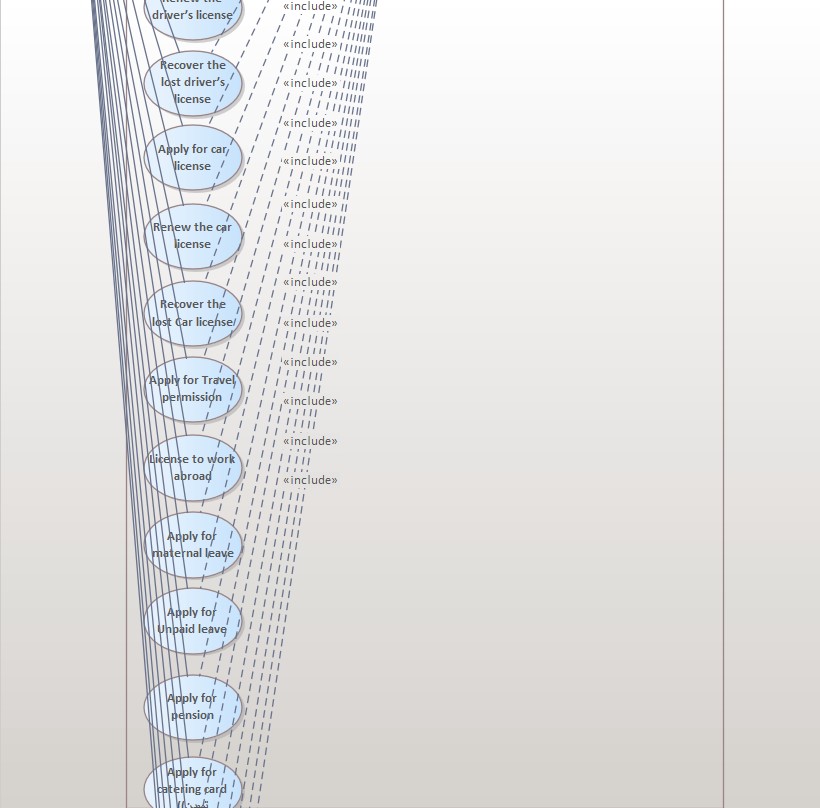 Renew the
driver's license
Recover the
lost driver's
license
Apply for car
license
Renew the car
license
Recover the
lost Car license
Apply for Travel
permission
License to work
abroad
Apply for
maternal leave
Apply for
Unpaid leave
Apply for
pension
Apply for
catering card
«include»
«include»
«include»
«include»
«include»
«include»
«include»
«include»
«include»
«include»
«include»
«include»
«include»